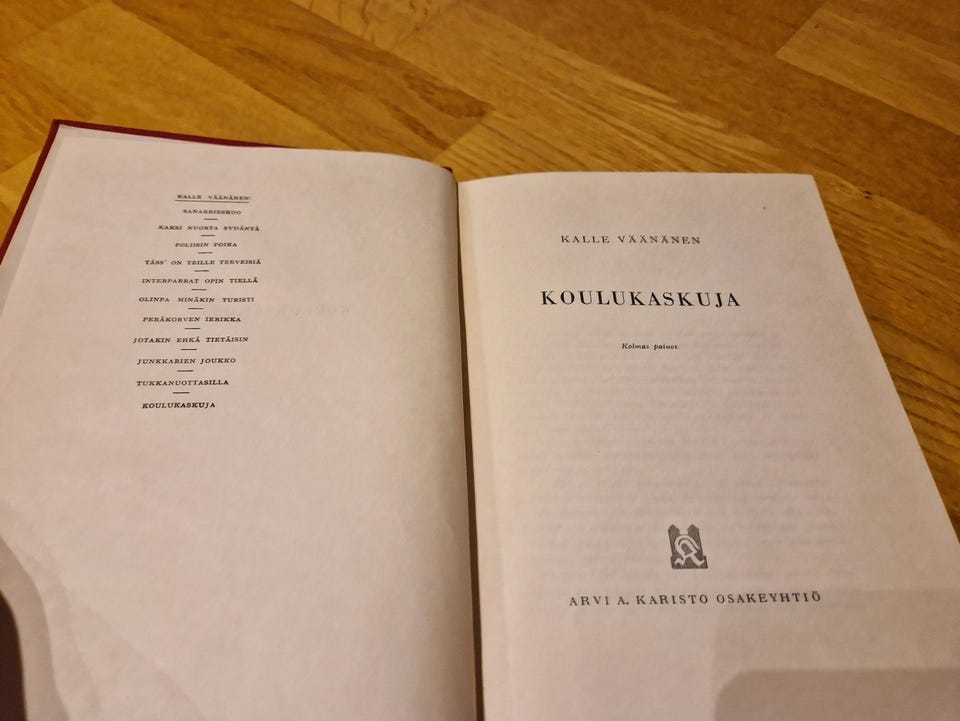 KALLE VÄÄNÄNEN:
SANARIESKOO
KAKSI NUORTA SYDÄNTÄ
POLIISIN POIKA
TÄSS' ON TEILLE TERVEISIÄ
INTERPARRAT OPIN TIELLÄ
OLINPA MINÄKIN TURISTI
PERÄKORVEN IERIKKA
JOTAKIN EHKÄ TIETÄISIN
JUNKKARIEN JOUKKO
TUKKANUOTTASILLA
KOULUKASKUJA
KALLE VÄÄNÄNEN
KOULUKASKUJA
Kolmas painos
K
ARVI A. KARISTO OSAKEYHTIÖ